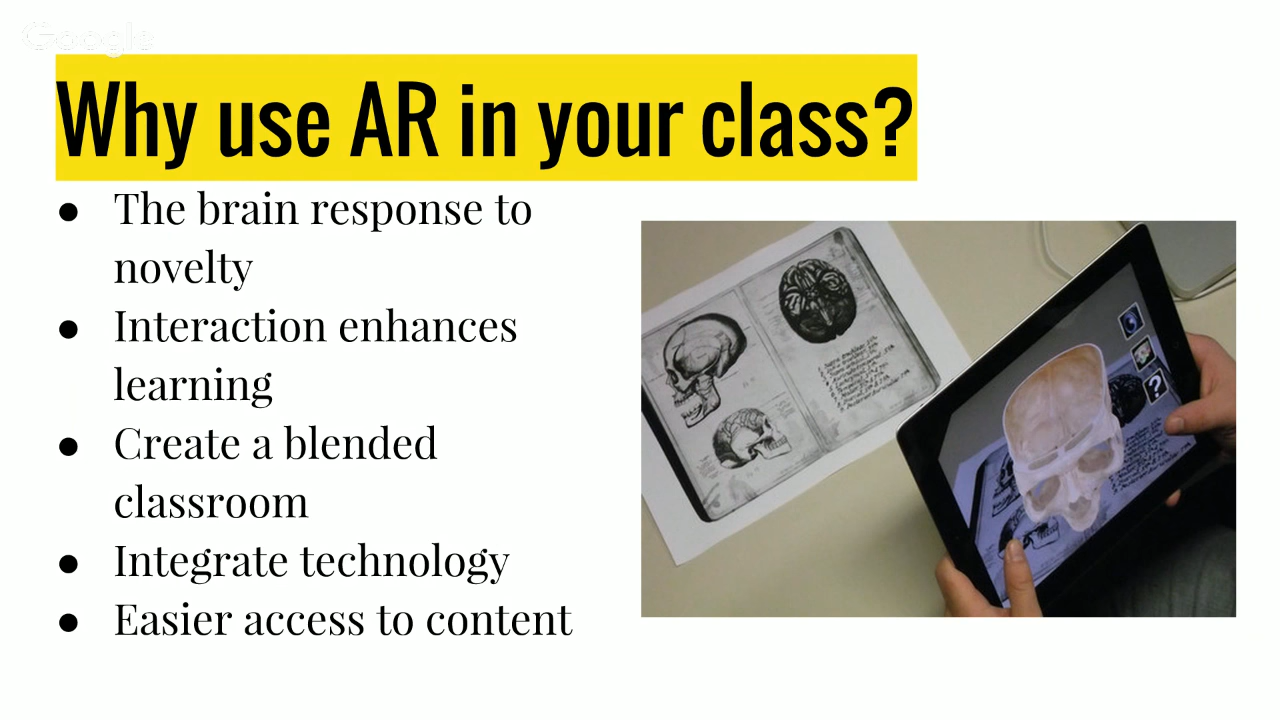 Google
Why use AR in your class?
● The brain response to
novelty
● Interaction enhances
learning
● Create a blended
classroom
● Integrate technology
● Easier access to content
?